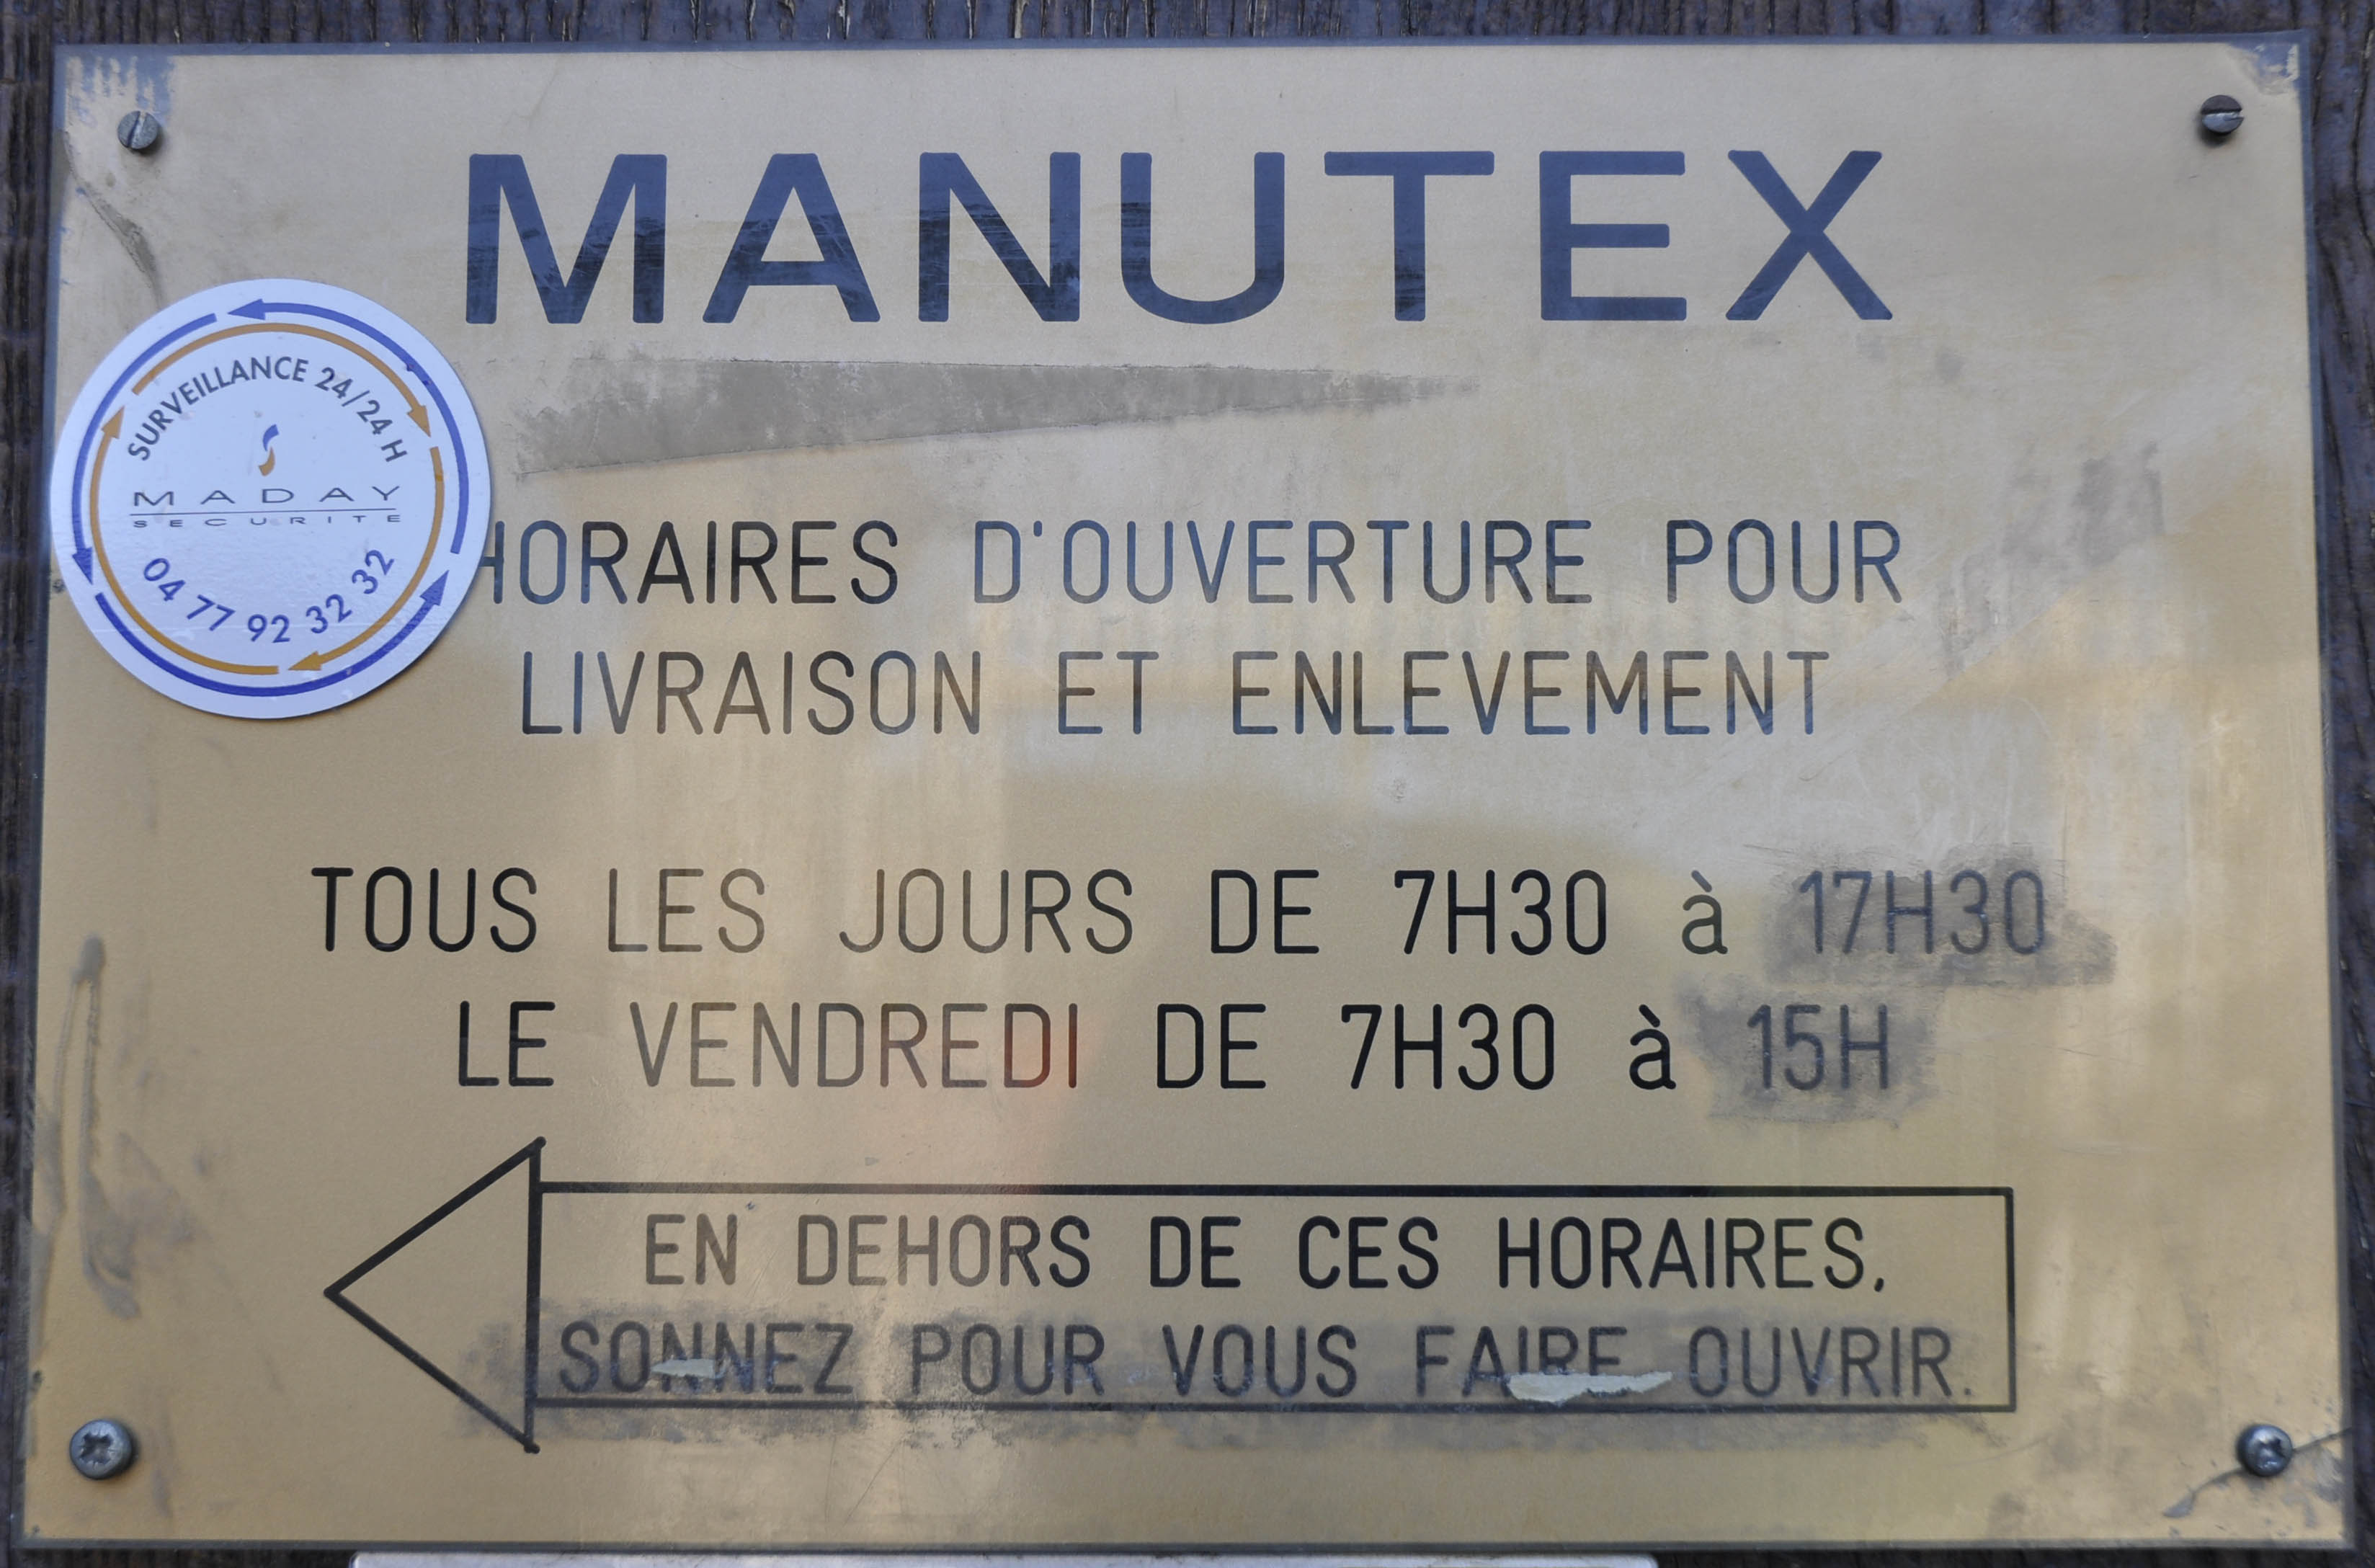 MANUTEX
SURVEILLANCE 24/24 H
MADAY
SECURITE
04 77 92 32 32
HORAIRES D'OUVERTURE POUR
LIVRAISON ET ENLEVEMENT
TOUS LES JOURS DE 7H30 à 17H30
LE VENDREDI DE 7H30 à 15H
EN DEHORS DE CES HORAIRES,
SONNEZ POUR VOUS FAIRE OUVRIR.